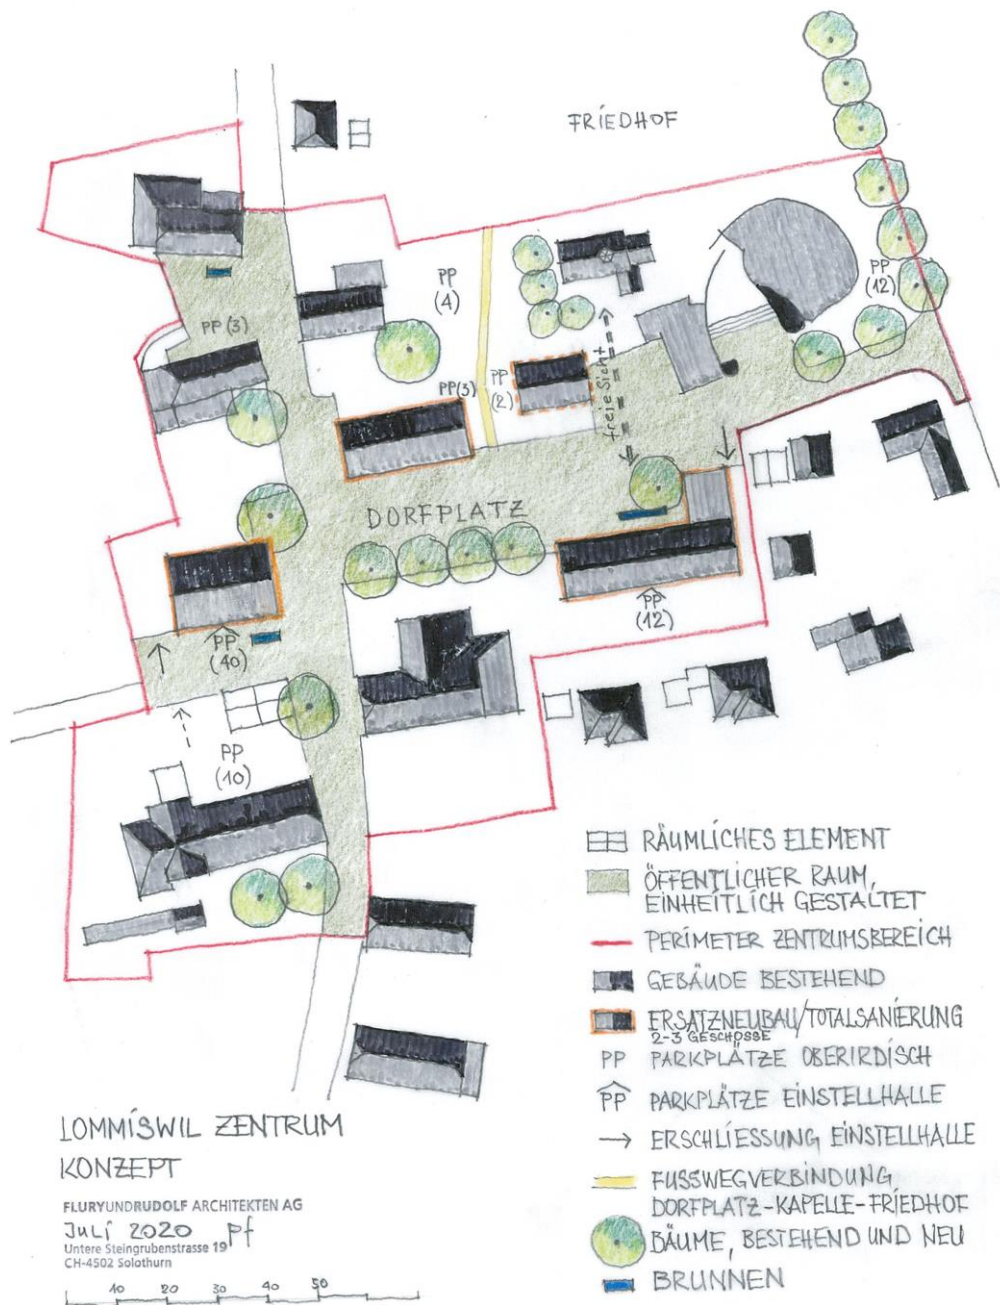 FRIEDHOF
PP
(4)
PP
(12)
PP (3)
PP(3)
PP
(2)
freie Sicht
DORFPLATZ
PP
(12)
PP
(40)
PP
(10)
RÄUMLICHES ELEMENT
ÖFFENTLICHER RAUM,
EINHEITLICH GESTALTET
PERIMETER ZENTRUMSBEREICH
GEBÄUDE BESTEHEND
ERSATZNEUBAU/TOTALSANIERUNG
2-3 GESCHOSSE
PP PARKPLÄTZE OBERIRDISCH
PP PARKPLÄTZE EINSTELLHALLE
→ ERSCHLIESSUNG EINSTELLHALLE
FUSSWEGVERBINDUNG
DORFPLATZ-KAPELLE-FRIEDHOF
BÄUME, BESTEHEND UND NEU
BRUNNEN
LOMMISWIL ZENTRUM
KONZEPT
FLURYUNDRUDOLF ARCHITEKTEN AG
Juli 2020 pf
Untere Steingrubenstrasse 19
CH-4502 Solothurn
10 20 30 40 50